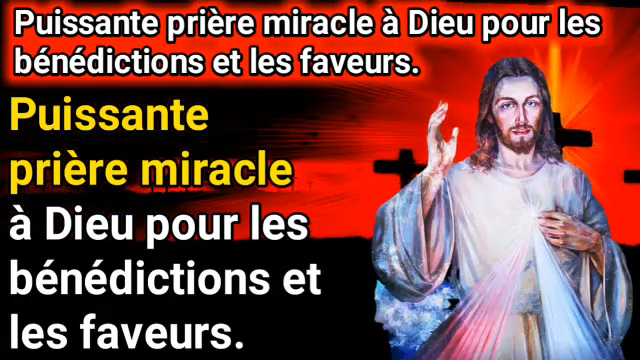 Puissante prière miracle à Dieu pour les
bénédictions et les faveurs.
Puissante
prière miracle
à Dieu pour les
bénédictions et
les faveurs.